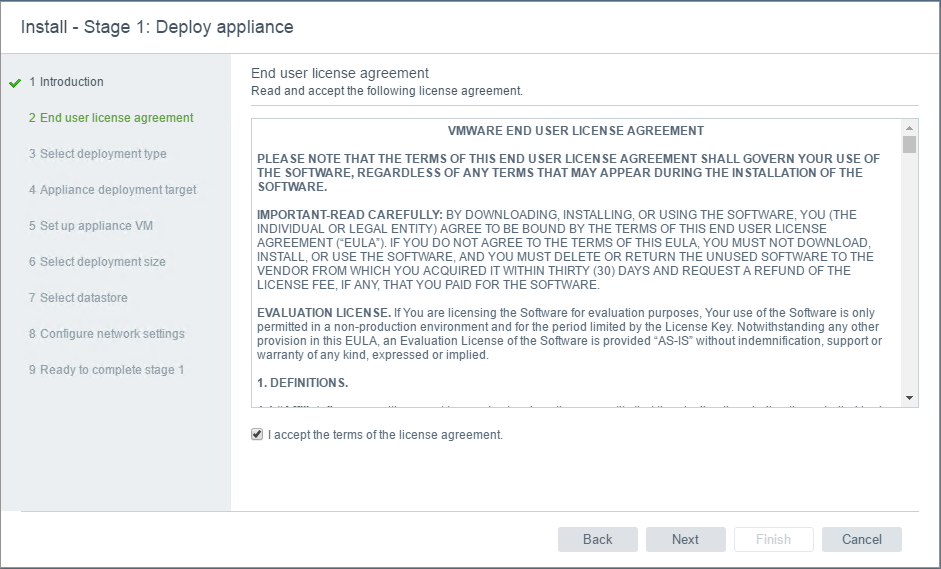 Install - Stage 1: Deploy appliance
1 Introduction
2 End user license agreement
3 Select deployment type
4 Appliance deployment target
5 Set up appliance VM
6 Select deployment size
7 Select datastore
8 Configure network settings
9 Ready to complete stage 1
End user license agreement
Read and accept the following license agreement.
VMWARE END USER LICENSE AGREEMENT
PLEASE NOTE THAT THE TERMS OF THIS END USER LICENSE AGREEMENT SHALL GOVERN YOUR USE OF
THE SOFTWARE, REGARDLESS OF ANY TERMS THAT MAY APPEAR DURING THE INSTALLATION OF THE
SOFTWARE.
IMPORTANT-READ CAREFULLY: BY DOWNLOADING, INSTALLING, OR USING THE SOFTWARE, YOU (THE
INDIVIDUAL OR LEGAL ENTITY) AGREE TO BE BOUND BY THE TERMS OF THIS END USER LICENSE
AGREEMENT (“EULA”). IF YOU DO NOT AGREE TO THE TERMS OF THIS EULA, YOU MUST NOT DOWNLOAD,
INSTALL, OR USE THE SOFTWARE, AND YOU MUST DELETE OR RETURN THE UNUSED SOFTWARE TO THE
VENDOR FROM WHICH YOU ACQUIRED IT WITHIN THIRTY (30) DAYS AND REQUEST A REFUND OF THE
LICENSE FEE, IF ANY, THAT YOU PAID FOR THE SOFTWARE.
EVALUATION LICENSE. If You are licensing the Software for evaluation purposes, Your use of the Software is only
permitted in a non-production environment and for the period limited by the License Key. Notwithstanding any other
provision in this EULA, an Evaluation License of the Software is provided “AS-IS” without indemnification, support or
warranty of any kind, expressed or implied.
1. DEFINITIONS.
I accept the terms of the license agreement.
Back
Next
Finish
Cancel